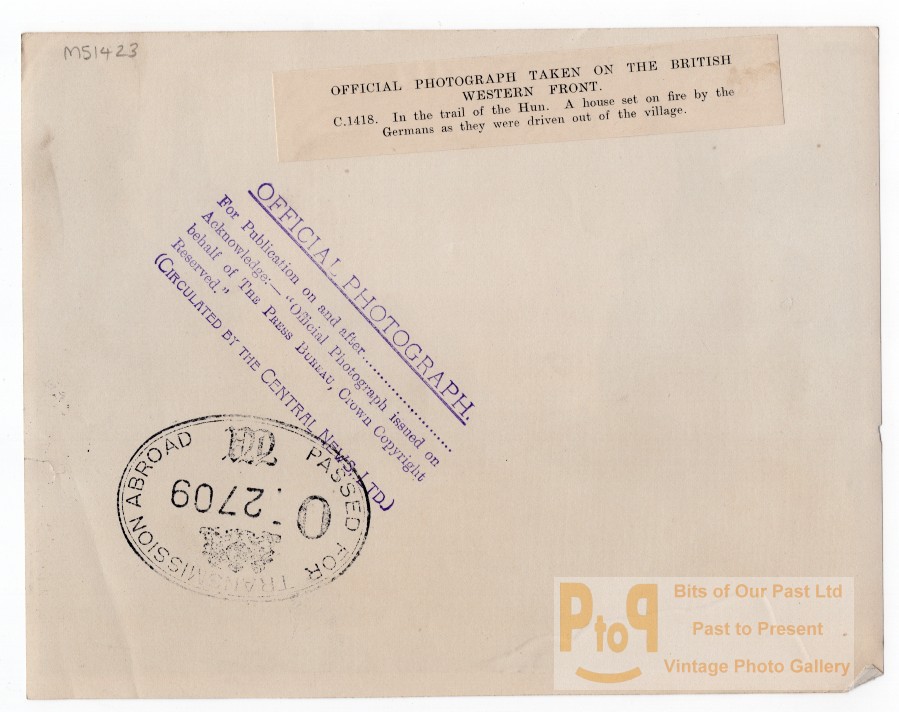 M51423
OFFICIAL PHOTOGRAPH TAKEN ON THE BRITISH
WESTERN FRONT.
C.1418. In the trail of the Hun. A house set on fire by the
Germans as they were driven out of the village.
OFFICIAL PHOTOGRAPH.
For Publication on and after.....................
Acknowledge:— "Official Photograph issued on
behalf of THE PRESS BUREAU, Crown Copyright
Reserved."
(CIRCULATED BY THE CENTRAL NEWS, LTD.)
PASSED FOR TRANSMISSION ABROAD
O. 2709
PtoP
Bits of Our Past Ltd
Past to Present
Vintage Photo Gallery